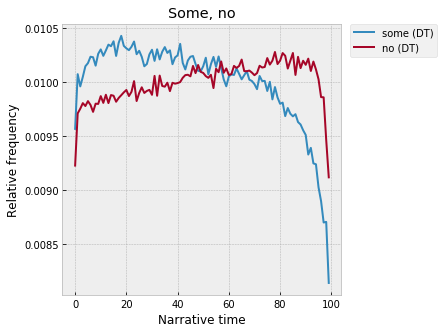 Some, no
some (DT)
no (DT)
Relative frequency
0.0105
0.0100
0.0095
0.0090
0.0085
0 20 40 60 80 100
Narrative time